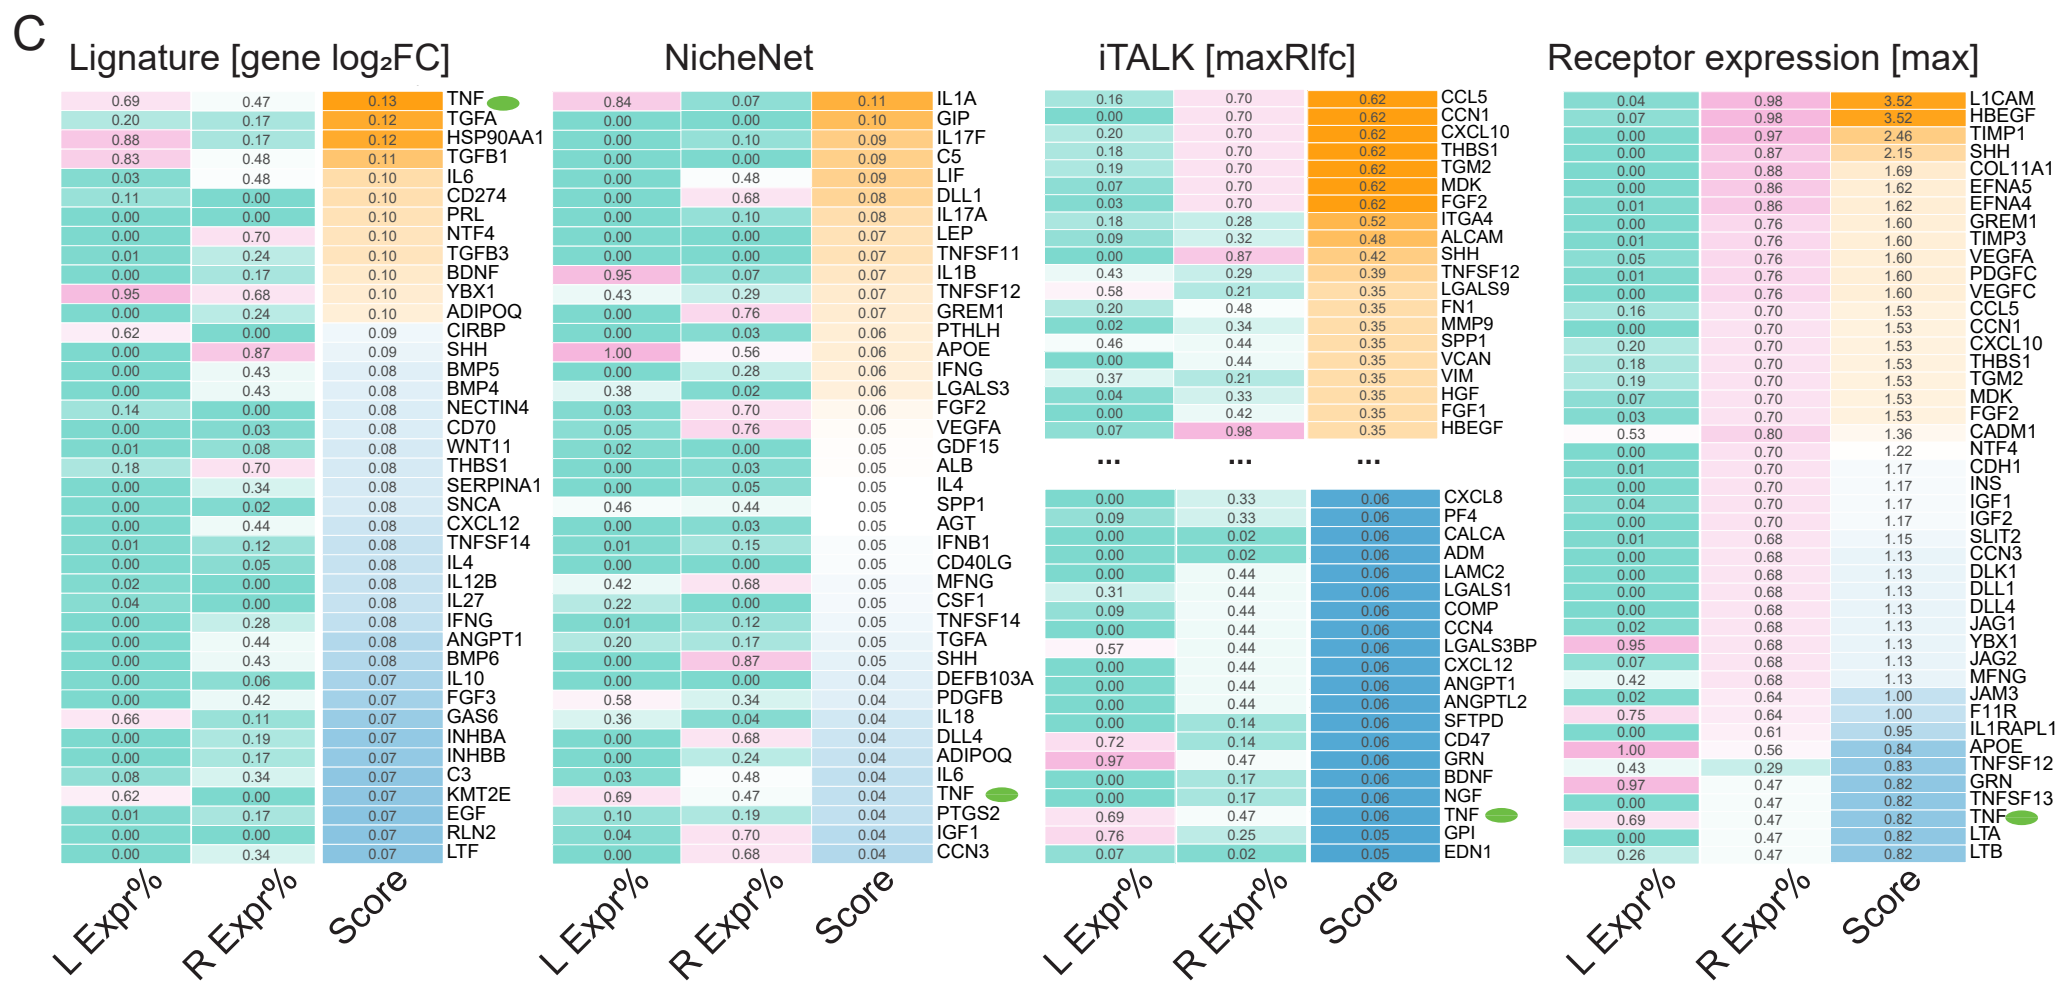 C
Lignature [gene log₂FC]
0.69 0.47 0.13 TNF
0.20 0.17 0.12 TGFA
0.88 0.17 0.12 HSP90AA1
0.83 0.48 0.11 TGFB1
0.03 0.48 0.10 IL6
0.11 0.00 0.10 CD274
0.00 0.00 0.10 PRL
0.00 0.70 0.10 NTF4
0.01 0.24 0.10 TGFB3
0.00 0.17 0.10 BDNF
0.95 0.68 0.10 YBX1
0.00 0.24 0.10 ADIPOQ
0.62 0.00 0.09 CIRBP
0.00 0.87 0.09 SHH
0.00 0.43 0.08 BMP5
0.00 0.43 0.08 BMP4
0.14 0.00 0.08 NECTIN4
0.00 0.03 0.08 CD70
0.01 0.08 0.08 WNT11
0.18 0.70 0.08 THBS1
0.00 0.34 0.08 SERPINA1
0.00 0.02 0.08 SNCA
0.00 0.44 0.08 CXCL12
0.01 0.12 0.08 TNFSF14
0.00 0.05 0.08 IL4
0.02 0.00 0.08 IL12B
0.04 0.00 0.08 IL27
0.00 0.28 0.08 IFNG
0.00 0.44 0.08 ANGPT1
0.00 0.43 0.08 BMP6
0.00 0.06 0.07 IL10
0.00 0.42 0.07 FGF3
0.66 0.11 0.07 GAS6
0.00 0.19 0.07 INHBA
0.00 0.17 0.07 INHBB
0.08 0.34 0.07 C3
0.62 0.00 0.07 KMT2E
0.01 0.17 0.07 EGF
0.00 0.00 0.07 RLN2
0.00 0.34 0.07 LTF
L Expr% R Expr% Score
NicheNet
0.84 0.07 0.11 IL1A
0.00 0.00 0.10 GIP
0.00 0.10 0.09 IL17F
0.00 0.00 0.09 C5
0.00 0.48 0.09 LIF
0.00 0.68 0.08 DLL1
0.00 0.10 0.08 IL17A
0.00 0.00 0.07 LEP
0.00 0.00 0.07 TNFSF11
0.95 0.07 0.07 IL1B
0.43 0.29 0.07 TNFSF12
0.00 0.76 0.07 GREM1
0.00 0.03 0.06 PTHLH
1.00 0.56 0.06 APOE
0.00 0.28 0.06 IFNG
0.38 0.02 0.06 LGALS3
0.03 0.70 0.06 FGF2
0.05 0.76 0.05 VEGFA
0.02 0.00 0.05 GDF15
0.00 0.03 0.05 ALB
0.00 0.05 0.05 IL4
0.46 0.44 0.05 SPP1
0.00 0.03 0.05 AGT
0.01 0.15 0.05 IFNB1
0.00 0.00 0.05 CD40LG
0.42 0.68 0.05 MFNG
0.22 0.00 0.05 CSF1
0.01 0.12 0.05 TNFSF14
0.20 0.17 0.05 TGFA
0.00 0.87 0.05 SHH
0.00 0.00 0.04 DEFB103A
0.58 0.34 0.04 PDGFB
0.36 0.04 0.04 IL18
0.00 0.68 0.04 DLL4
0.00 0.24 0.04 ADIPOQ
0.03 0.48 0.04 IL6
0.69 0.47 0.04 TNF
0.10 0.19 0.04 PTGS2
0.04 0.70 0.04 IGF1
0.00 0.68 0.04 CCN3
L Expr% R Expr% Score
iTALK [maxRlfc]
0.16 0.70 0.62 CCL5
0.00 0.70 0.62 CCN1
0.20 0.70 0.62 CXCL10
0.18 0.70 0.62 THBS1
0.19 0.70 0.62 TGM2
0.07 0.70 0.62 MDK
0.03 0.70 0.62 FGF2
0.18 0.28 0.52 ITGA4
0.09 0.32 0.48 ALCAM
0.00 0.87 0.42 SHH
0.43 0.29 0.39 TNFSF12
0.58 0.21 0.35 LGALS9
0.20 0.48 0.35 FN1
0.02 0.34 0.35 MMP9
0.46 0.44 0.35 SPP1
0.00 0.44 0.35 VCAN
0.37 0.21 0.35 VIM
0.04 0.33 0.35 HGF
0.00 0.42 0.35 FGF1
0.07 0.98 0.35 HBEGF
... ... ...
0.00 0.33 0.06 CXCL8
0.09 0.33 0.06 PF4
0.00 0.02 0.06 CALCA
0.00 0.02 0.06 ADM
0.00 0.44 0.06 LAMC2
0.31 0.44 0.06 LGALS1
0.09 0.44 0.06 COMP
0.00 0.44 0.06 CCN4
0.57 0.44 0.06 LGALS3BP
0.00 0.44 0.06 CXCL12
0.00 0.44 0.06 ANGPT1
0.00 0.44 0.06 ANGPTL2
0.00 0.14 0.06 SFTPD
0.72 0.14 0.06 CD47
0.97 0.47 0.06 GRN
0.00 0.17 0.06 BDNF
0.00 0.17 0.06 NGF
0.69 0.47 0.06 TNF
0.76 0.25 0.05 GPI
0.07 0.02 0.05 EDN1
L Expr% R Expr% Score
Receptor expression [max]
0.04 0.98 3.52 L1CAM
0.07 0.98 3.52 HBEGF
0.00 0.97 2.46 TIMP1
0.00 0.87 2.15 SHH
0.00 0.88 1.69 COL11A1
0.00 0.86 1.62 EFNA5
0.01 0.86 1.62 EFNA4
0.00 0.76 1.60 GREM1
0.01 0.76 1.60 TIMP3
0.05 0.76 1.60 VEGFA
0.01 0.76 1.60 PDGFC
0.00 0.76 1.60 VEGFC
0.16 0.70 1.53 CCL5
0.00 0.70 1.53 CCN1
0.20 0.70 1.53 CXCL10
0.18 0.70 1.53 THBS1
0.19 0.70 1.53 TGM2
0.07 0.70 1.53 MDK
0.03 0.70 1.53 FGF2
0.53 0.80 1.36 CADM1
0.00 0.70 1.22 NTF4
0.01 0.70 1.17 CDH1
0.00 0.70 1.17 INS
0.04 0.70 1.17 IGF1
0.00 0.70 1.17 IGF2
0.01 0.68 1.15 SLIT2
0.00 0.68 1.13 CCN3
0.00 0.68 1.13 DLK1
0.00 0.68 1.13 DLL1
0.00 0.68 1.13 DLL4
0.02 0.68 1.13 JAG1
0.95 0.68 1.13 YBX1
0.07 0.68 1.13 JAG2
0.42 0.68 1.13 MFNG
0.02 0.64 1.00 JAM3
0.75 0.64 1.00 F11R
0.00 0.61 0.95 IL1RAPL1
1.00 0.56 0.84 APOE
0.43 0.29 0.83 TNFSF12
0.97 0.47 0.82 GRN
0.00 0.47 0.82 TNFSF13
0.69 0.47 0.82 TNF
0.00 0.47 0.82 LTA
0.26 0.47 0.82 LTB
L Expr% R Expr% Score